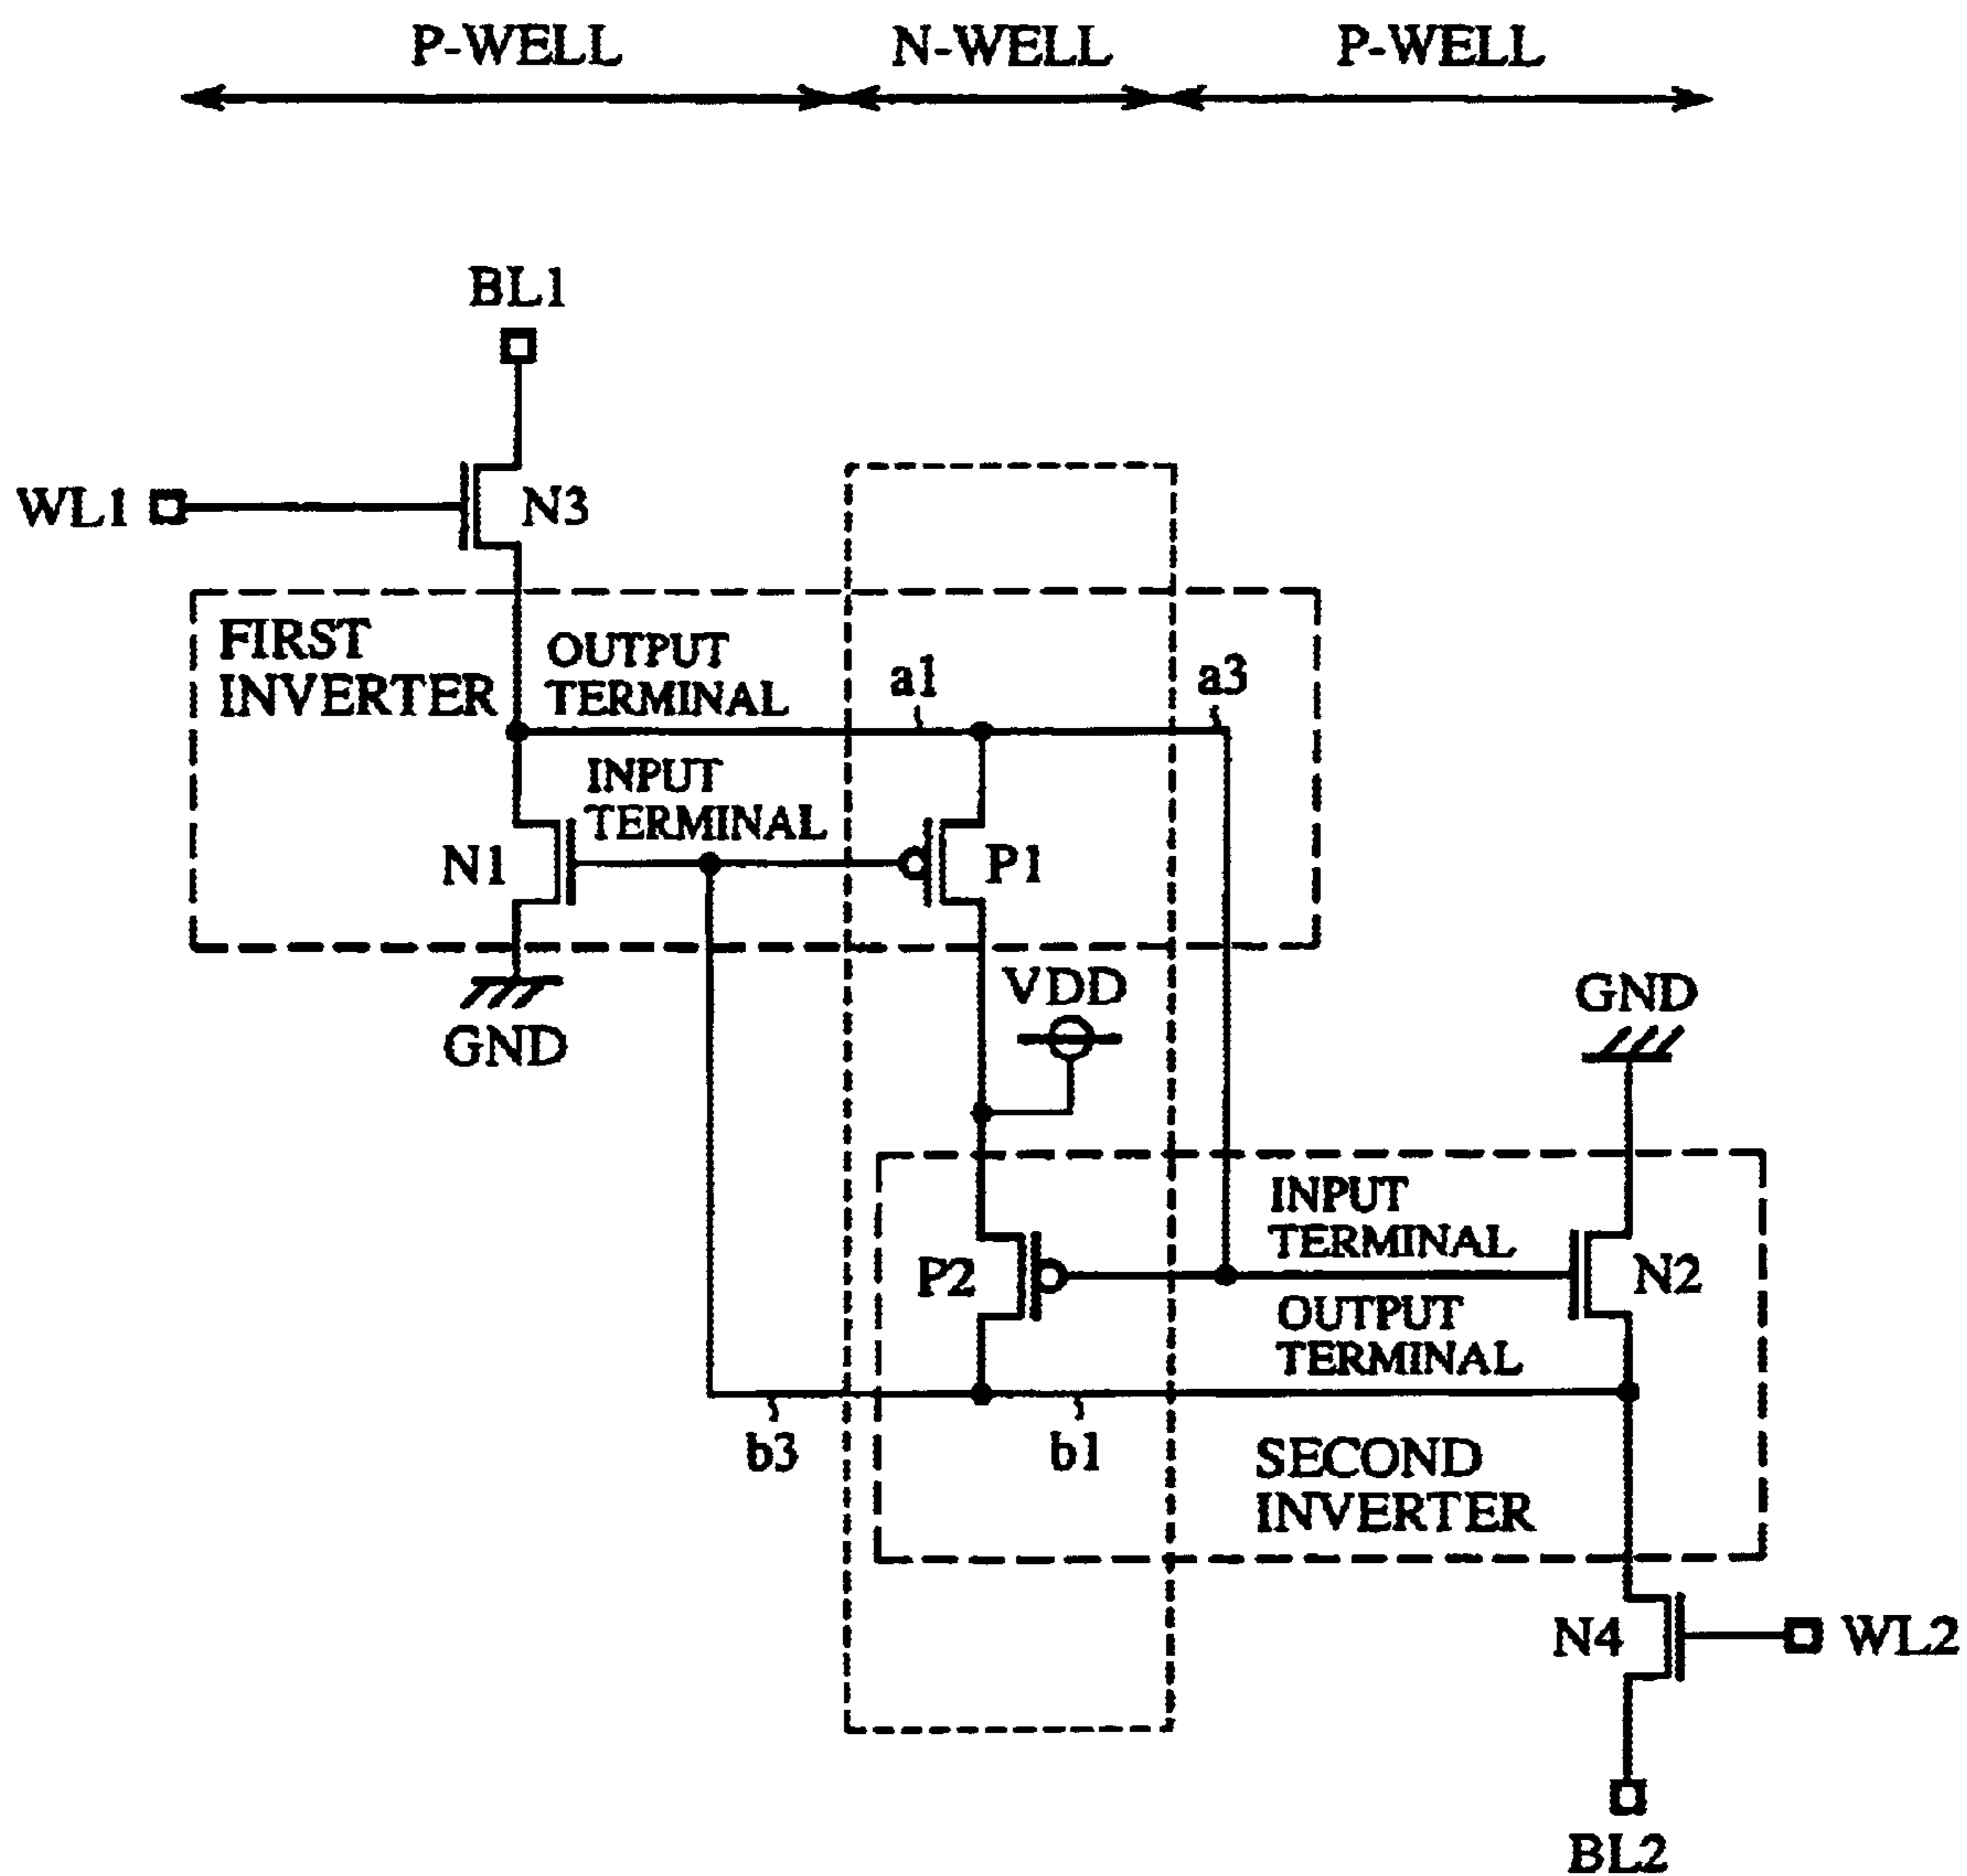 P-WELL N-WELL P-WELL
BL1
WL1
N3
FIRST
INVERTER
OUTPUT
TERMINAL
a1
a3
INPUT
TERMINAL
N1
P1
GND
VDD
GND
INPUT
TERMINAL
P2
N2
OUTPUT
TERMINAL
b3
b1
SECOND
INVERTER
N4
WL2
BL2